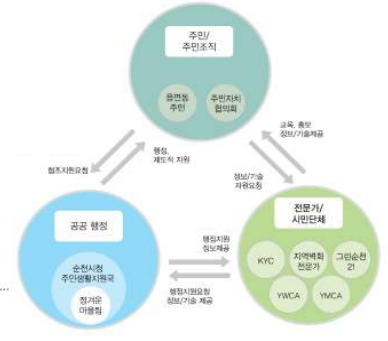 주민/
주민조직
읍면동
주민
주민자치
협의회
교육, 홍보
정보/기술제공
행정,
제도적 지원
협조지원요청
정보/기술
자원요청
공공 행정
전문가/
시민단체
순천시청
주민생활지원국
정겨운
마을팀
행정지원
정보제공
KYC
지역벽화
전문가
그린순천
21
YWCA
YMCA
행정지원요청
정보/기술 제공
...